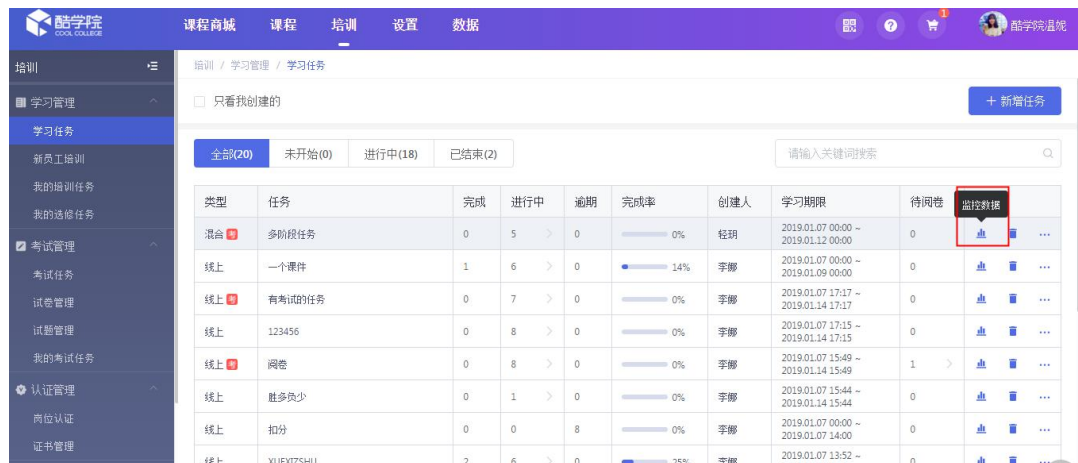 酷学院
COOL COLLEGE
课程商城 课程 培训 设置 数据
1
酷学院温妮
培训
培训 / 学习管理 / 学习任务
学习管理
学习任务
新员工培训
我的培训任务
我的选修任务
考试管理
考试任务
试卷管理
试题管理
我的考试任务
认证管理
岗位认证
证书管理
只看我创建的
+ 新增任务
全部(20) 未开始(0) 进行中(18) 已结束(2)
请输入关键词搜索
类型 任务 完成 进行中 逾期 完成率 创建人 学习期限 待阅卷
监控数据
混合 考 多阶段任务 0 5 > 0 0% 轻玥 2019.01.07 00:00 ~ 0 ...
2019.01.12 00:00
线上 一个课件 1 6 > 0 14% 李娜 2019.01.07 00:00 ~ 0 ...
2019.01.09 00:00
线上 考 有考试的任务 0 7 > 0 0% 李娜 2019.01.07 17:17 ~ 0 ...
2019.01.14 17:17
线上 123456 0 8 > 0 0% 李娜 2019.01.07 17:15 ~ 0 ...
2019.01.14 17:15
线上 考 阅卷 0 8 > 0 0% 李娜 2019.01.07 15:49 ~ 1 > ...
2019.01.14 15:49
线上 胜多负少 0 1 > 0 0% 李娜 2019.01.07 15:44 ~ 0 ...
2019.01.14 15:44
线上 扣分 0 0 8 0% 李娜 2019.01.07 00:00 ~ 0 ...
2019.01.07 14:00
线上 2 6 > 0 25% 李娜 2019.01.07 13:52 ~ 0 ...